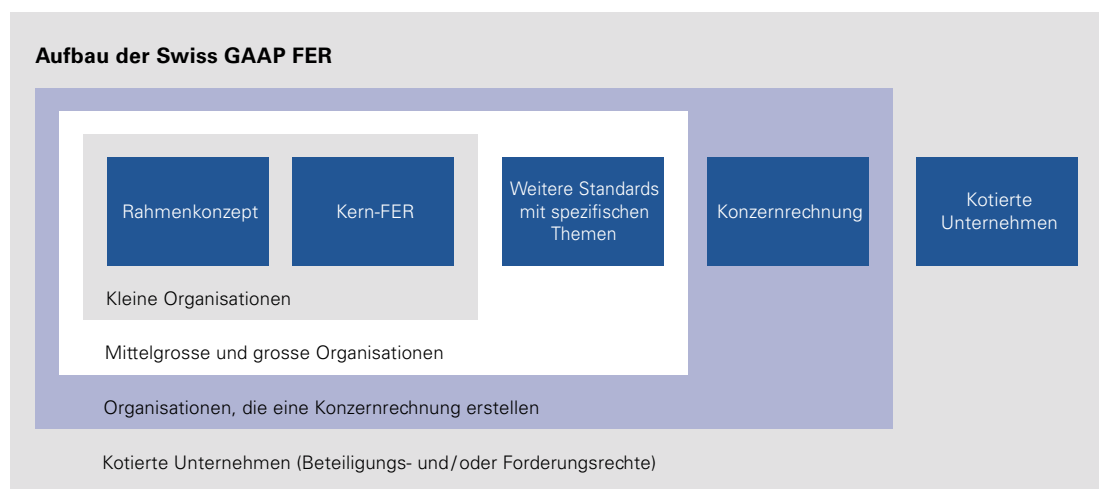 Aufbau der Swiss GAAP FER
Rahmenkonzept
Kern-FER
Weitere Standards
mit spezifischen
Themen
Konzernrechnung
Kotierte
Unternehmen
Kleine Organisationen
Mittelgrosse und grosse Organisationen
Organisationen, die eine Konzernrechnung erstellen
Kotierte Unternehmen (Beteiligungs- und/oder Forderungsrechte)